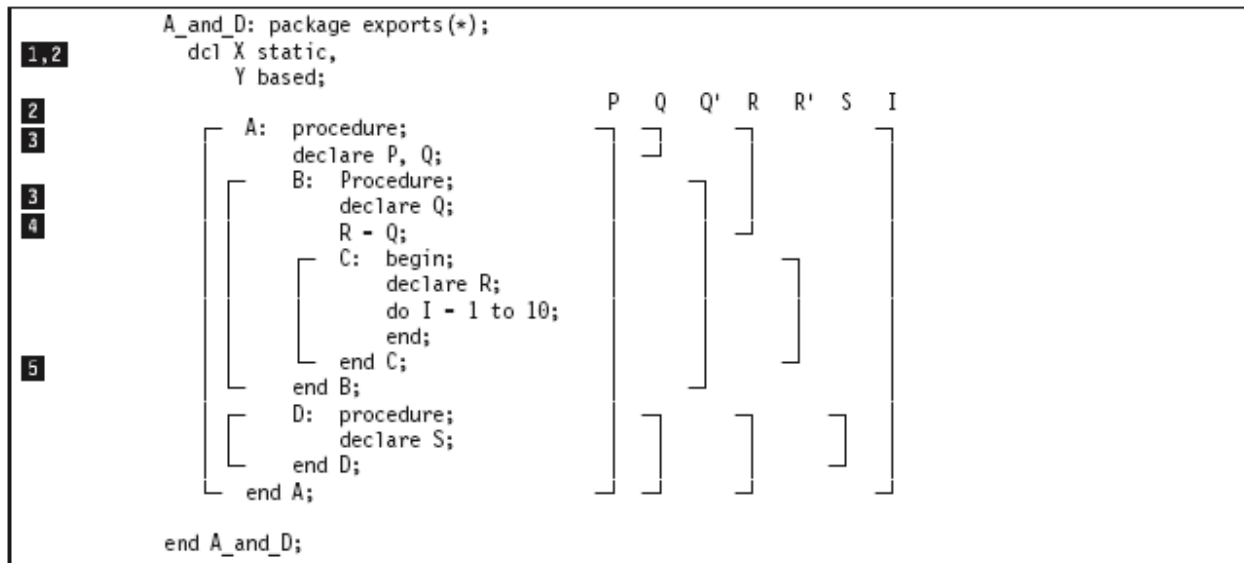 A_and_D: package exports(*);
1,2 dcl X static,
Y based;
2 P Q Q' R R' S I
3 A: procedure;
declare P, Q;
B: Procedure;
3 declare Q;
4 R = Q;
C: begin;
declare R;
do I = 1 to 10;
end;
5 end C;
end B;
D: procedure;
declare S;
end D;
end A;
end A_and_D;